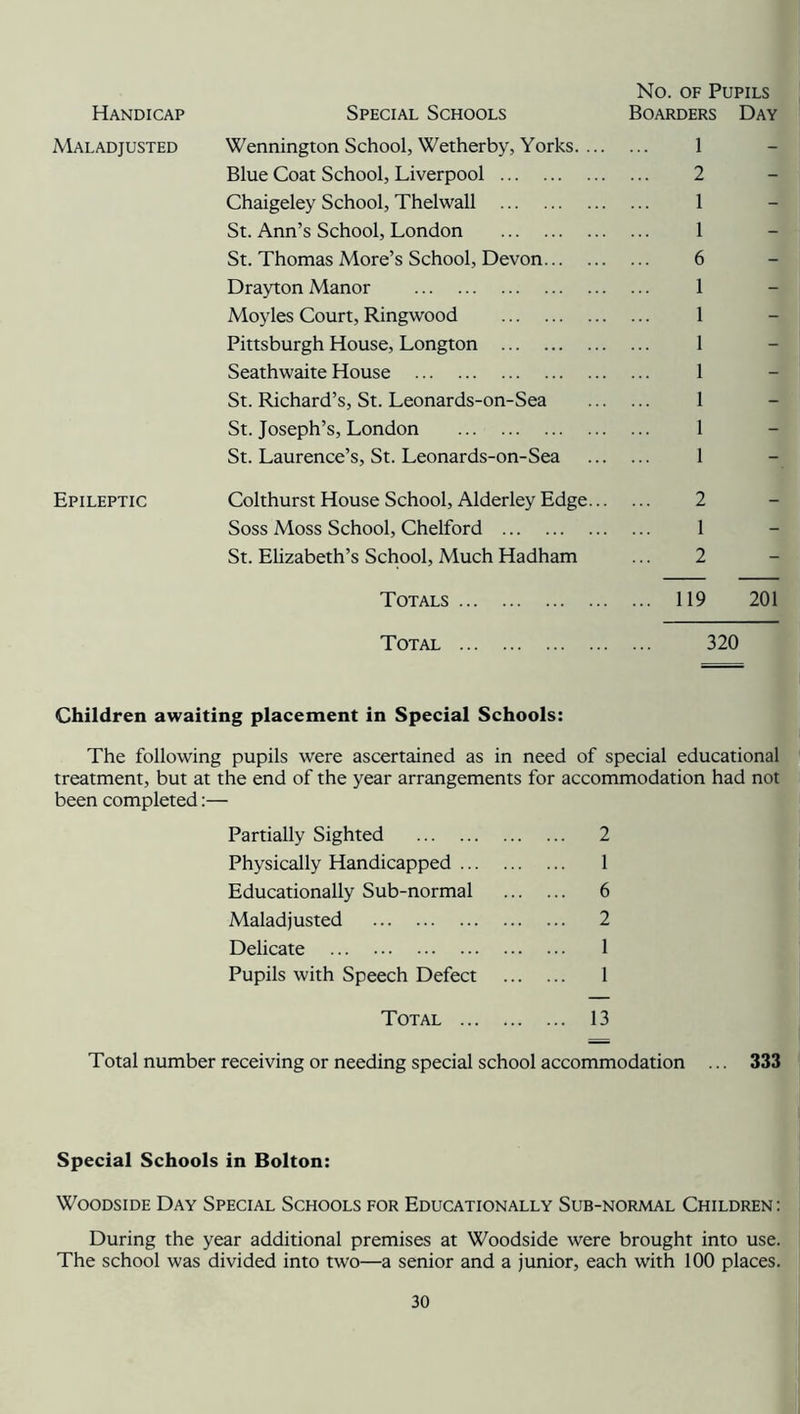 No. of Pupils
Handicap Special Schools Boarders Day
Maladjusted Wennington School, Wetherby, Yorks. ... ... 1 -
Blue Coat School, Liverpool ... ... ... ... 2 -
Chaigeley School, Thelwall ... ... ... ... 1 -
St. Ann's School, London ... ... ... ... 1 -
St. Thomas More's School, Devon... ... ... 6 -
Drayton Manor ... ... ... ... ... ... 1 -
Moyles Court, Ringwood ... ... ... ... 1 -
Pittsburgh House, Longton ... ... ... ... 1 -
Seathwaite House ... ... ... ... ... ... 1 -
St. Richard's, St. Leonards-on-Sea ... ... 1 -
St. Joseph's, London ... ... ... ... ... 1 -
St. Laurence's, St. Leonards-on-Sea ... ... 1 -
Epileptic Colthurst House School, Alderley Edge... ... 2 -
Soss Moss School, Chelford ... ... ... ... 1 -
St. Elizabeth's School, Much Hadham ... 2 -
Totals ... ... ... ... ... 119 201
Total ... ... ... ... ... 320
Children awaiting placement in Special Schools:
The following pupils were ascertained as in need of special educational
treatment, but at the end of the year arrangements for accommodation had not
been completed:—
Partially Sighted ... ... ... ... 2
Physically Handicapped ... ... ... 1
Educationally Sub-normal ... ... 6
Maladjusted ... ... ... ... ... 2
Delicate ... ... ... ... ... ... 1
Pupils with Speech Defect ... ... 1
Total ... ... ... 13
Total number receiving or needing special school accommodation ... 333
Special Schools in Bolton:
Woodside Day Special Schools for Educationally Sub-normal Children:
During the year additional premises at Woodside were brought into use.
The school was divided into two—a senior and a junior, each with 100 places.
30